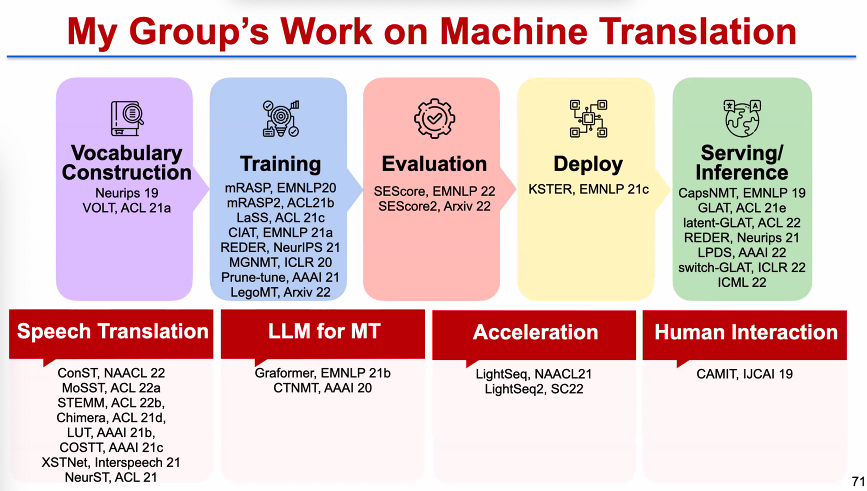 My Group's Work on Machine Translation
Vocabulary
Construction
Neurips 19
VOLT, ACL 21a
Training
mRASP, EMNLP20
mRASP2, ACL21b
LaSS, ACL 21c
CIAT, EMNLP 21a
REDER, NeurIPS 21
MGNMT, ICLR 20
Prune-tune, AAAI 21
LegoMT, Arxiv 22
Evaluation
SEScore, EMNLP 22
SEScore2, Arxiv 22
Deploy
KSTER, EMNLP 21c
Serving/
Inference
CapsNMT, EMNLP 19
GLAT, ACL 21e
latent-GLAT, ACL 22
REDER, Neurips 21
LPDS, AAAI 22
switch-GLAT, ICLR 22
ICML 22
Speech Translation
ConST, NAACL 22
MoSST, ACL 22a
STEMM, ACL 22b,
Chimera, ACL 21d,
LUT, AAAI 21b,
COSTT, AAAI 21c
XSTNet, Interspeech 21
NeurST, ACL 21
LLM for MT
Graformer, EMNLP 21b
CTNMT, AAAI 20
Acceleration
LightSeq, NAACL21
LightSeq2, SC22
Human Interaction
CAMIT, IJCAI 19
71